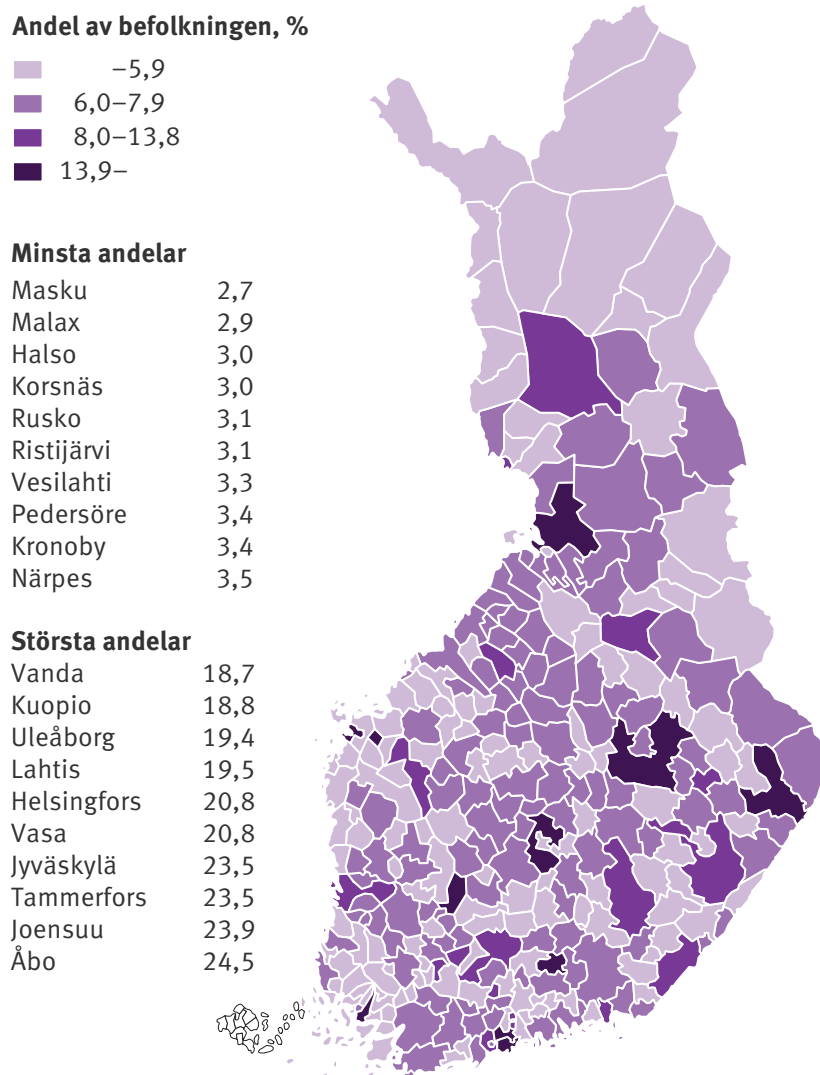 Andel av befolkningen, %
–5,9
6,0–7,9
8,0–13,8
13,9–
Minsta andelar
Masku 2,7
Malax 2,9
Halso 3,0
Korsnäs 3,0
Rusko 3,1
Ristijärvi 3,1
Vesilahti 3,3
Pedersöre 3,4
Kronoby 3,4
Närpes 3,5
Största andelar
Vanda 18,7
Kuopio 18,8
Uleåborg 19,4
Lahtis 19,5
Helsingfors 20,8
Vasa 20,8
Jyväskylä 23,5
Tammerfors 23,5
Joensuu 23,9
Åbo 24,5